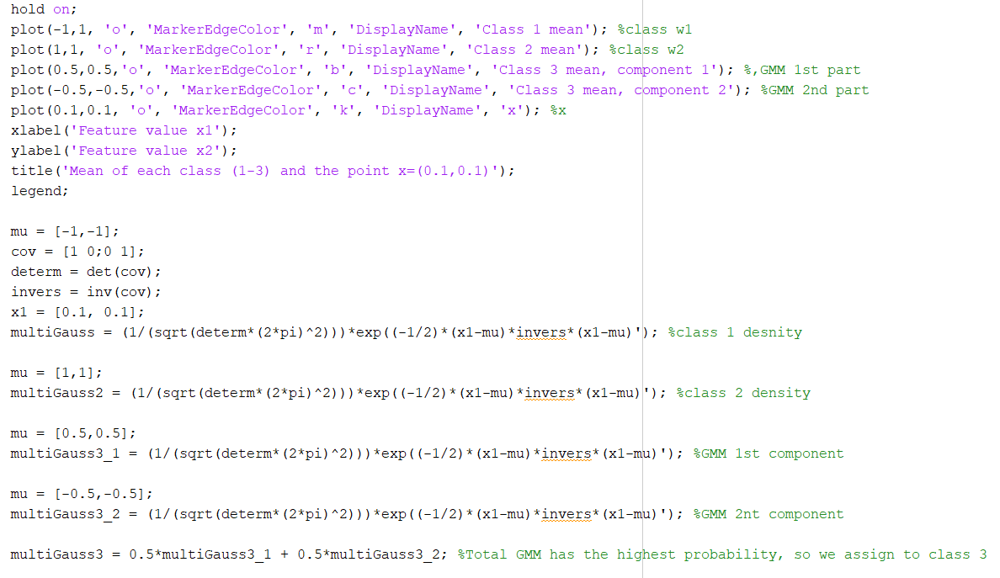 hold on;
plot(-1,1, 'o', 'MarkerEdgeColor', 'm', 'DisplayName', 'Class 1 mean'); %class w1
plot(1,1, 'o', 'MarkerEdgeColor', 'r', 'DisplayName', 'Class 2 mean'); %class w2
plot(0.5,0.5,'o', 'MarkerEdgeColor', 'b', 'DisplayName', 'Class 3 mean, component 1'); %,GMM 1st part
plot(-0.5,-0.5,'o', 'MarkerEdgeColor', 'c', 'DisplayName', 'Class 3 mean, component 2'); %GMM 2nd part
plot(0.1,0.1, 'o', 'MarkerEdgeColor', 'k', 'DisplayName', 'x'); %x
xlabel('Feature value x1');
ylabel('Feature value x2');
title('Mean of each class (1-3) and the point x=(0.1,0.1)');
legend;
mu = [-1,-1];
cov = [1 0;0 1];
determ = det(cov);
invers = inv(cov);
x1 = [0.1, 0.1];
multiGauss = (1/(sqrt(determ*(2*pi)^2)))*exp((-1/2)*(x1-mu)*invers*(x1-mu)'); %class 1 desnity
mu = [1,1];
multiGauss2 = (1/(sqrt(determ*(2*pi)^2)))*exp((-1/2)*(x1-mu)*invers*(x1-mu)'); %class 2 density
mu = [0.5,0.5];
multiGauss3_1 = (1/(sqrt(determ*(2*pi)^2)))*exp((-1/2)*(x1-mu)*invers*(x1-mu)'); %GMM 1st component
mu = [-0.5,-0.5];
multiGauss3_2 = (1/(sqrt(determ*(2*pi)^2)))*exp((-1/2)*(x1-mu)*invers*(x1-mu)'); %GMM 2nt component
multiGauss3 = 0.5*multiGauss3_1 + 0.5*multiGauss3_2; %Total GMM has the highest probability, so we assign to class 3